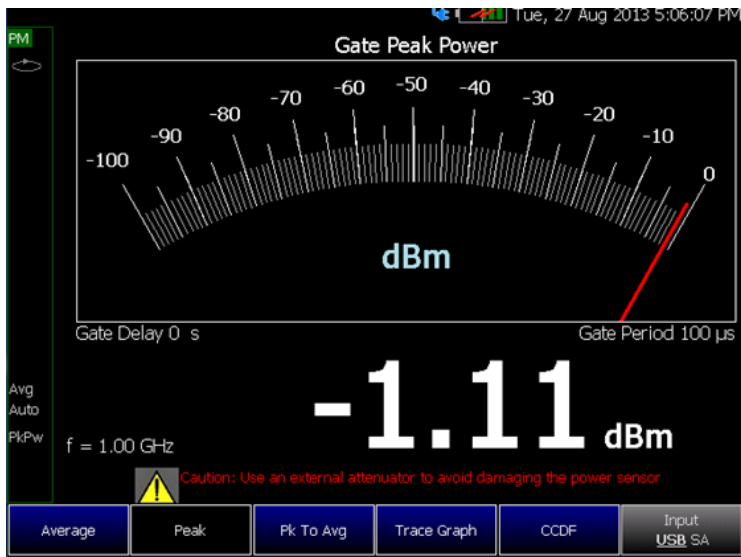 Tue, 27 Aug 2013 5:06:07 PM
PM
Gate Peak Power
-100 -90 -80 -70 -60 -50 -40 -30 -20 -10 0
dBm
Gate Delay 0 s Gate Period 100 µs
-1.11 dBm
Avg
Auto
PkPw
f = 1.00 GHz
Caution: Use an external attenuator to avoid damaging the power sensor
Average Peak Pk To Avg Trace Graph CCDF Input
USB SA